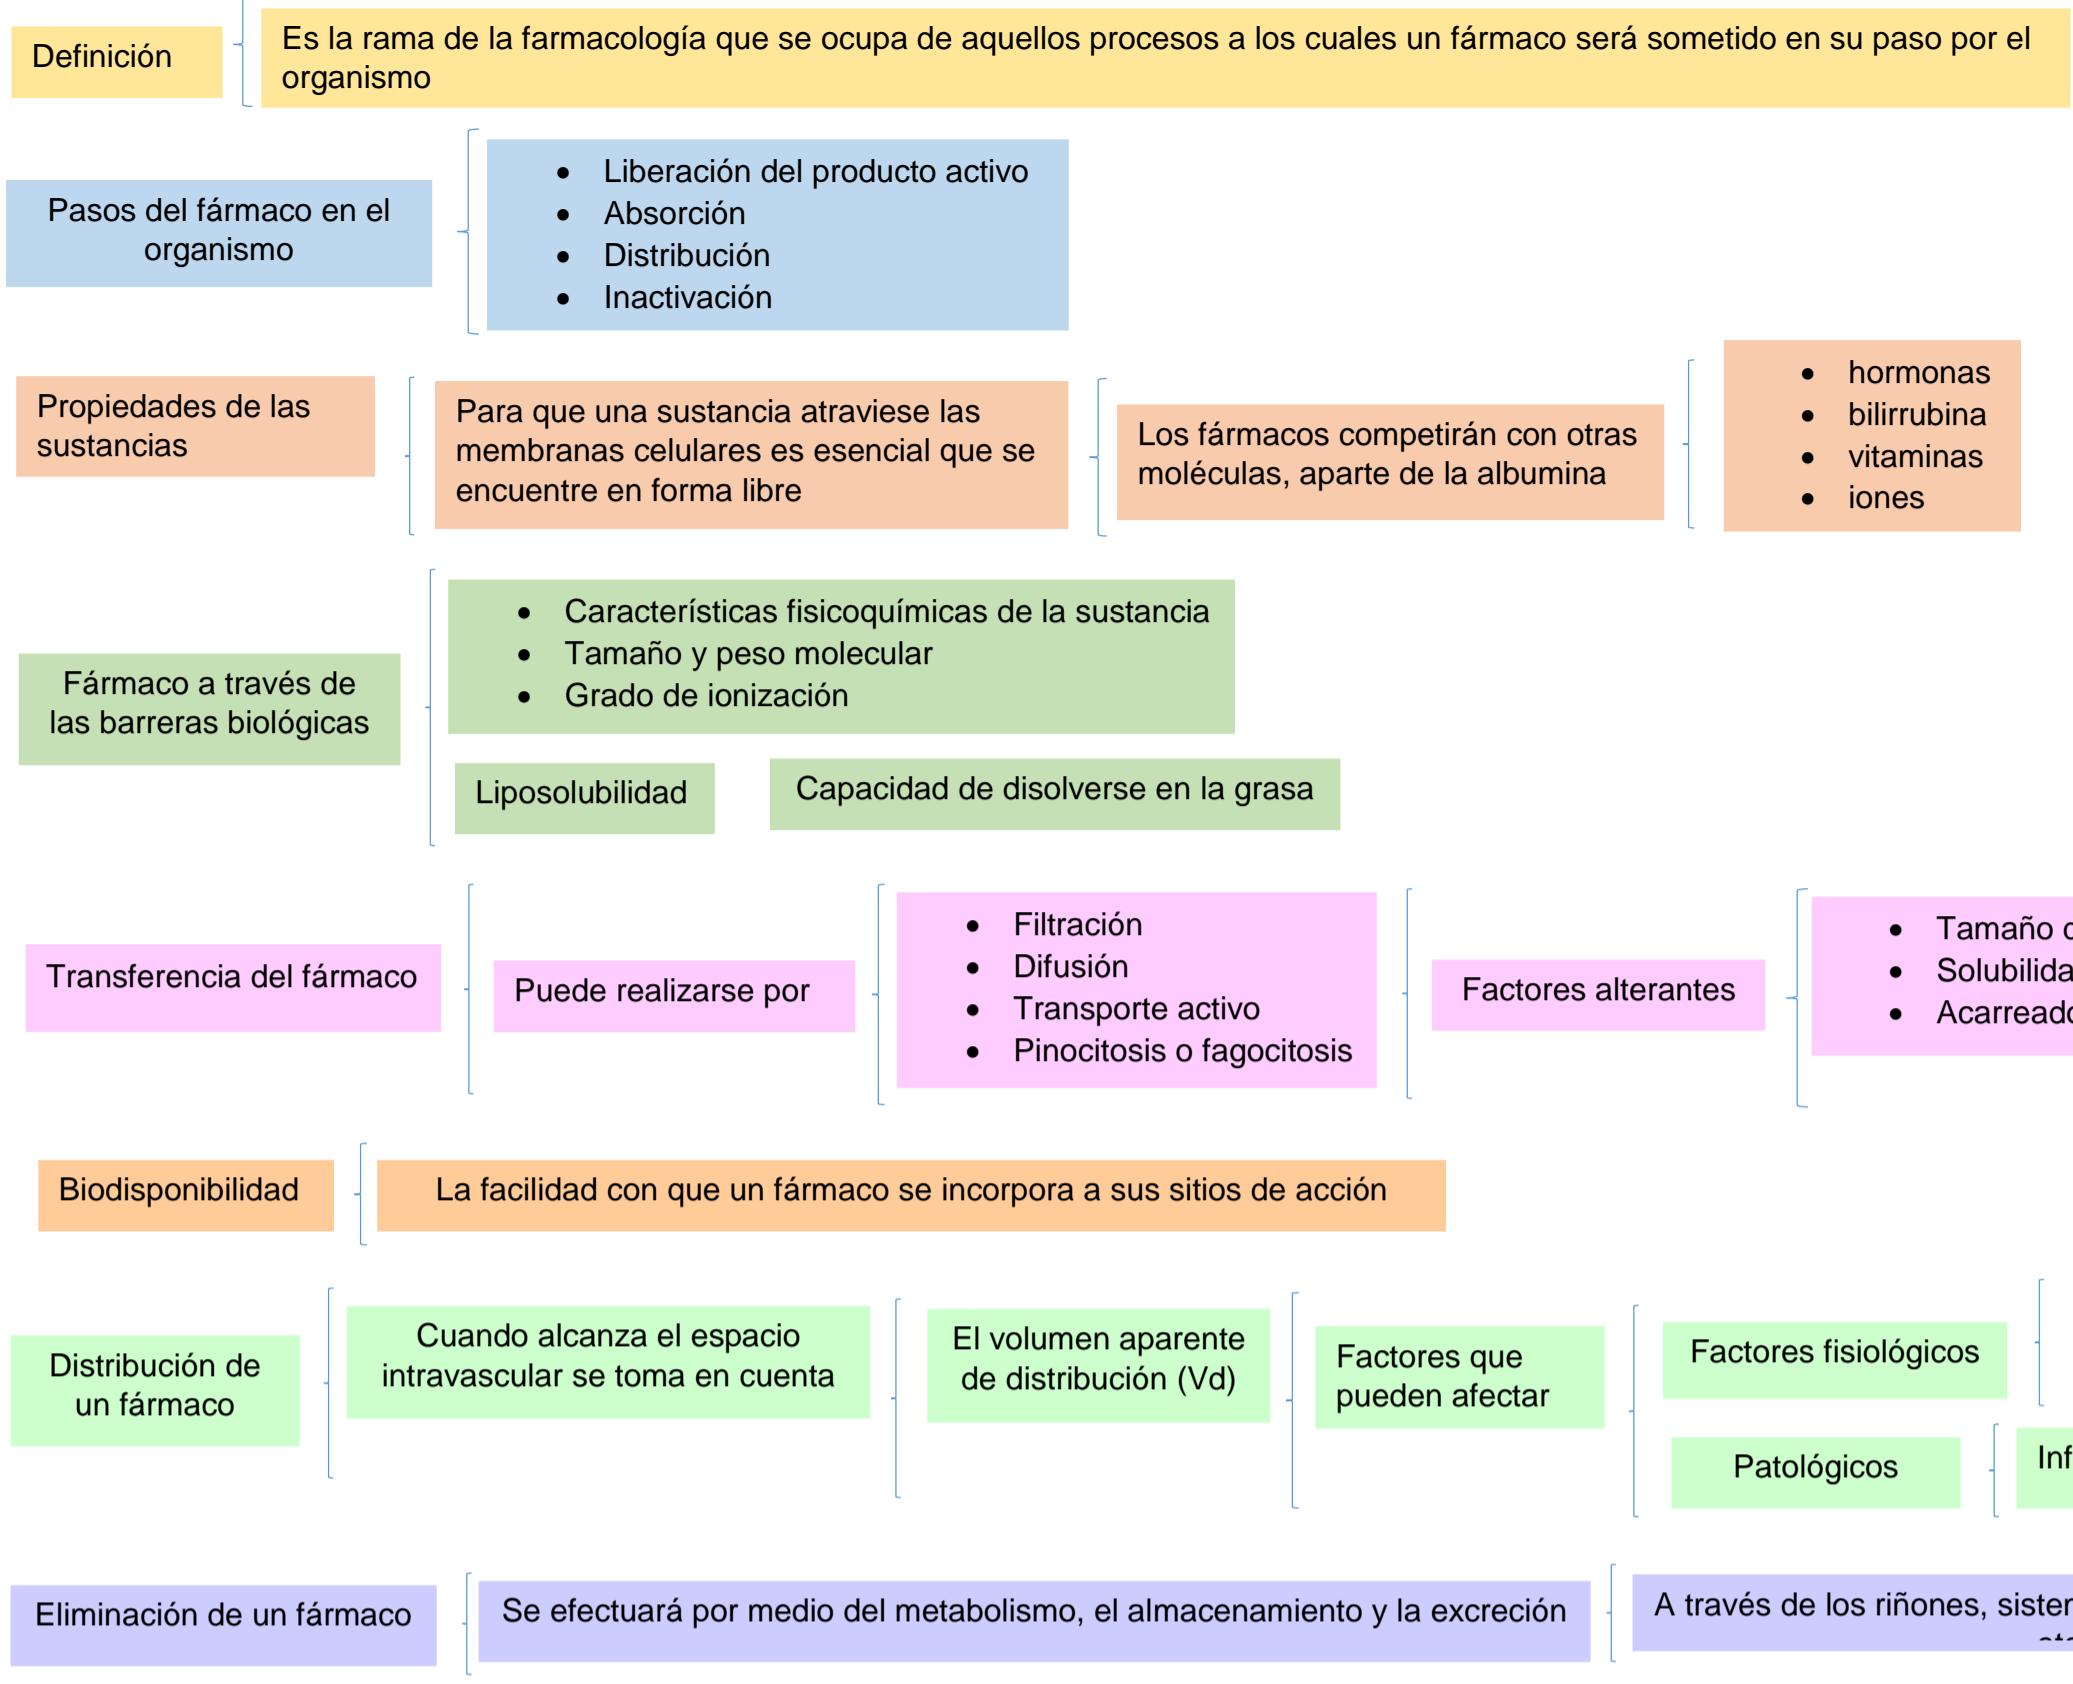 Definición
Es la rama de la farmacología que se ocupa de aquellos procesos a los cuales un fármaco será sometido en su paso por el
organismo
Pasos del fármaco en el
organismo
• Liberación del producto activo
• Absorción
• Distribución
• Inactivación
Propiedades de las
sustancias
Para que una sustancia atraviese las
membranas celulares es esencial que se
encuentre en forma libre
Los fármacos competirán con otras
moléculas, aparte de la albumina
• hormonas
• bilirrubina
• vitaminas
• iones
Fármaco a través de
las barreras biológicas
• Características fisicoquímicas de la sustancia
• Tamaño y peso molecular
• Grado de ionización
Liposolubilidad
Capacidad de disolverse en la grasa
Transferencia del fármaco
Puede realizarse por
• Filtración
• Difusión
• Transporte activo
• Pinocitosis o fagocitosis
Factores alterantes
• Tamaño
Biodisponibilidad
La facilidad con que un fármaco se incorpora a sus sitios de acción
Distribución de
un fármaco
Cuando alcanza el espacio
intravascular se toma en cuenta
El volumen aparente
de distribución (Vd)
Factores que
pueden afectar
Factores fisiológicos
Patológicos
Eliminación de un fármaco
Se efectuará por medio del metabolismo, el almacenamiento y la excreción
A través de los riñones,